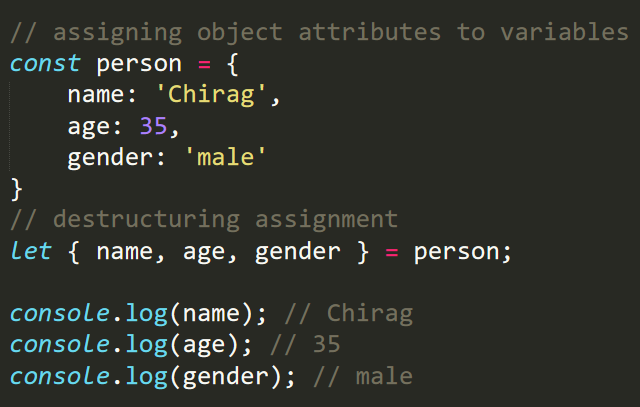 // assigning object attributes to variables
const person = {
    name: 'Chirag',
    age: 35,
    gender: 'male'
}
// destructuring assignment
let { name, age, gender } = person;

console.log(name); // Chirag
console.log(age); // 35
console.log(gender); // male